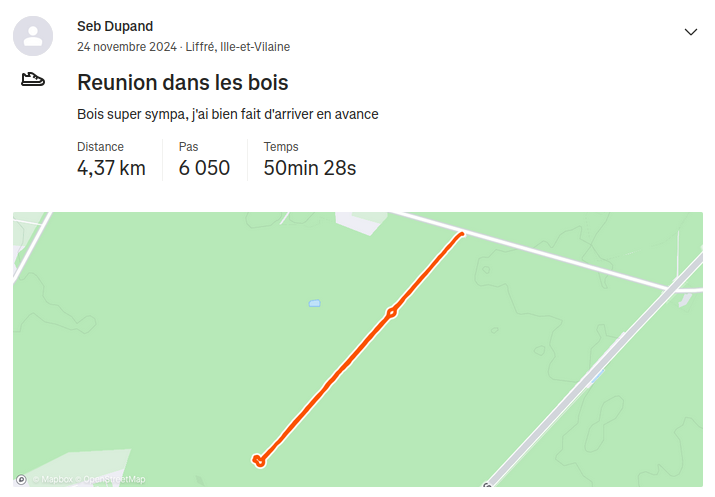 Seb Dupand
24 novembre 2024 · Liffré, Ille-et-Vilaine
Reunion dans les bois
Bois super sympa, j'ai bien fait d'arriver en avance
Distance Pas Temps
4,37 km 6 050 50min 28s
© Mapbox © OpenStreetMap